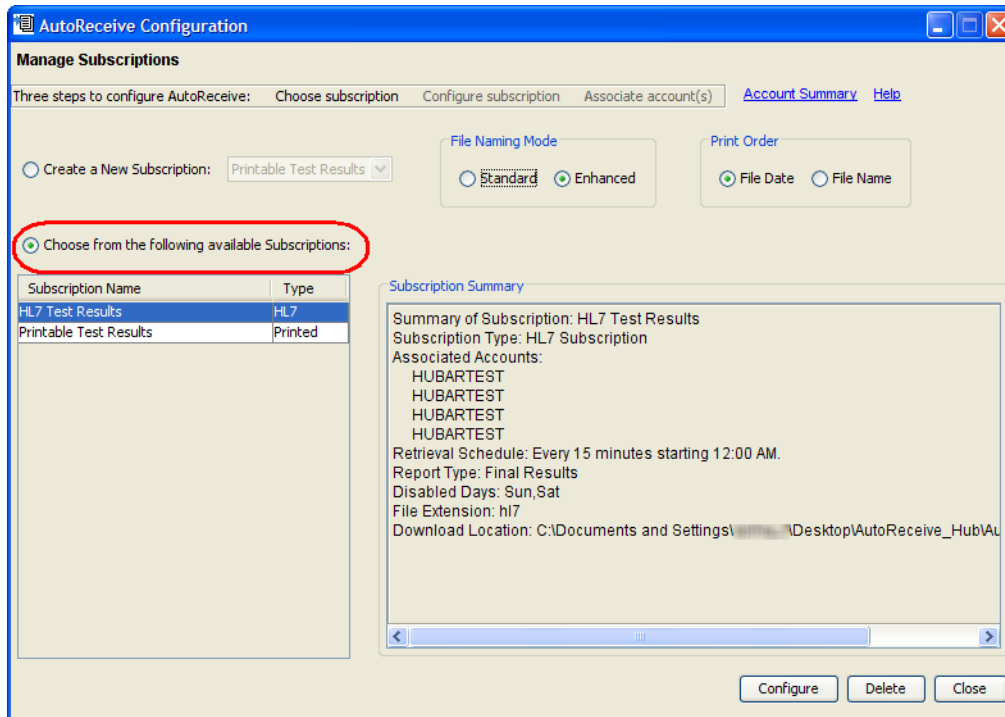 AutoReceive Configuration
Manage Subscriptions
Three steps to configure AutoReceive: Choose subscription Configure subscription Associate account(s) Account Summary Help
Create a New Subscription: Printable Test Results
File Naming Mode
Standard Enhanced
Print Order
File Date File Name
Choose from the following available Subscriptions:
Subscription Name Type
HL7 Test Results HL7
Printable Test Results Printed
Subscription Summary
Summary of Subscription: HL7 Test Results
Subscription Type: HL7 Subscription
Associated Accounts:
HUBARTEST
HUBARTEST
HUBARTEST
HUBARTEST
Retrieval Schedule: Every 15 minutes starting 12:00 AM.
Report Type: Final Results
Disabled Days: Sun,Sat
File Extension: hl7
Download Location: C:\Documents and Settings\ \Desktop\AutoReceive_Hub\Au
Configure Delete Close